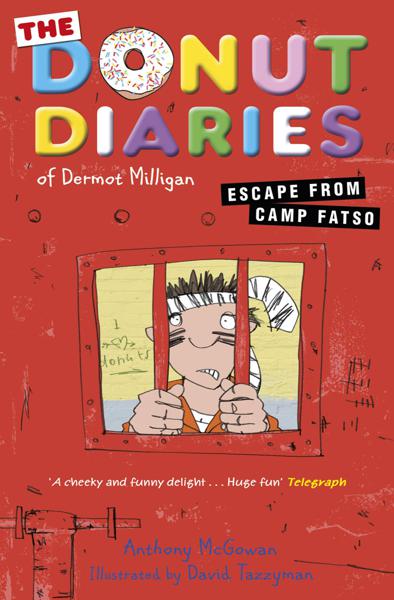 THE
DONUT
DIARIES
of Dermot Milligan
ESCAPE FROM
CAMP FATSO
I
donuts
'A cheeky and funny delight . . . Huge fun' Telegraph
Anthony McGowan
Illustrated by David Tazzyman